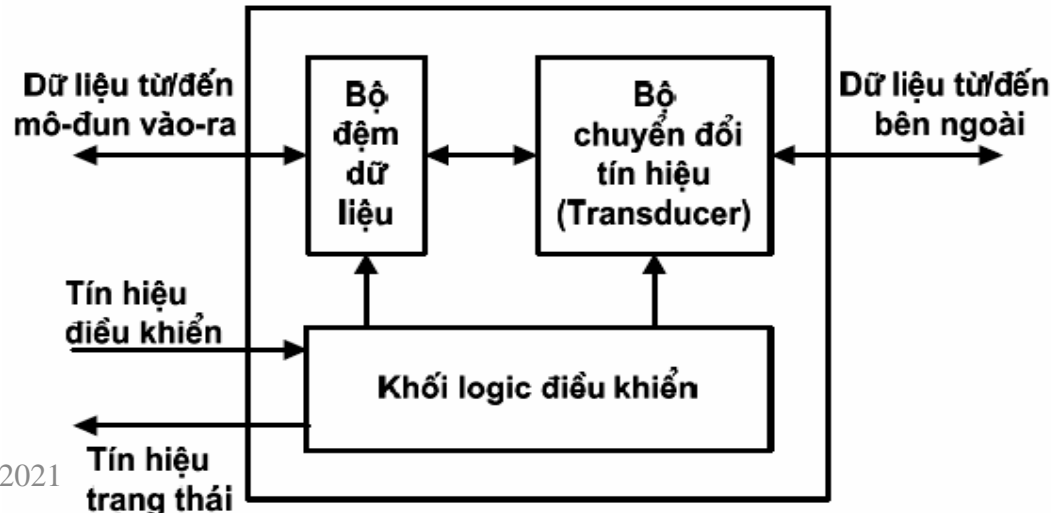 Dữ liệu từ/đến
mô-đun vào-ra
Bộ
đệm
dữ
liệu
Bộ
chuyển đổi
tín hiệu
(Transducer)
Dữ liệu từ/đến
bên ngoài
Tín hiệu
điều khiển
Khối logic điều khiển
Tín hiệu
trang thái
2021